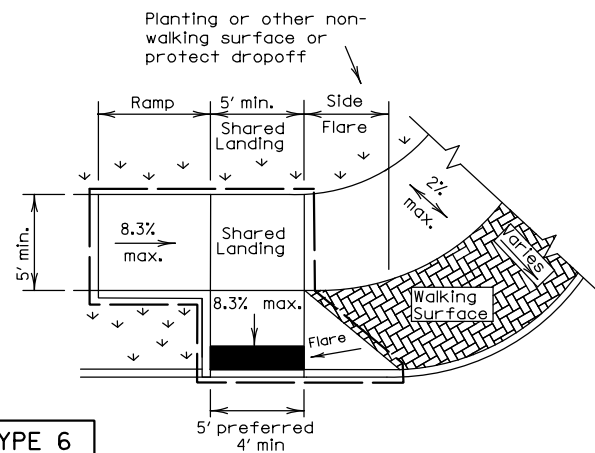 Planting or other non-
walking surface or
protect dropoff
Ramp
5' min.
Side
Shared
Landing
Flare
2%
max.
8.3%
max.
Shared
Landing
5' min.
aries
Walking
Surface
8.3% max.
Flare
5' preferred
4' min
YPE 6